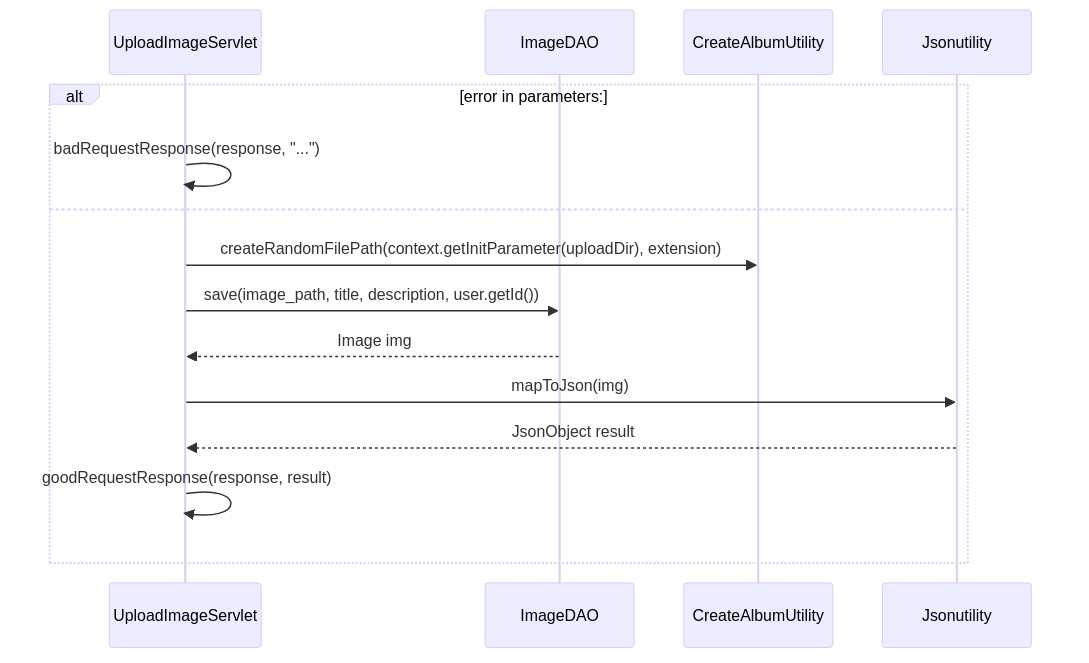 UploadImageServlet
ImageDAO
CreateAlbumUtility
Jsonutility
alt
[error in parameters:]
badRequestResponse(response, "...")
createRandomFilePath(context.getInitParameter(uploadDir), extension)
save(image_path, title, description, user.getId())
Image img
mapToJson(img)
JsonObject result
goodRequestResponse(response, result)
UploadImageServlet
ImageDAO
CreateAlbumUtility
Jsonutility